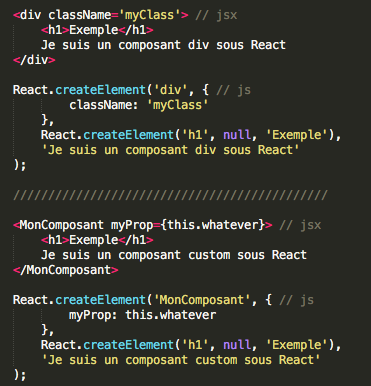 <div className='myClass'> // jsx
    <h1>Exemple</h1>
    Je suis un composant div sous React
</div>

React.createElement('div', { // js
        className: 'myClass'
    },
    React.createElement('h1', null, 'Exemple'),
    'Je suis un composant div sous React'
);

/////////////////////////////////////////////

<MonComposant myProp={this.whatever}> // jsx
    <h1>Exemple</h1>
    Je suis un composant custom sous React
</MonComposant>

React.createElement('MonComposant', { // js
        myProp: this.whatever
    },
    React.createElement('h1', null, 'Exemple'),
    'Je suis un composant custom sous React'
);